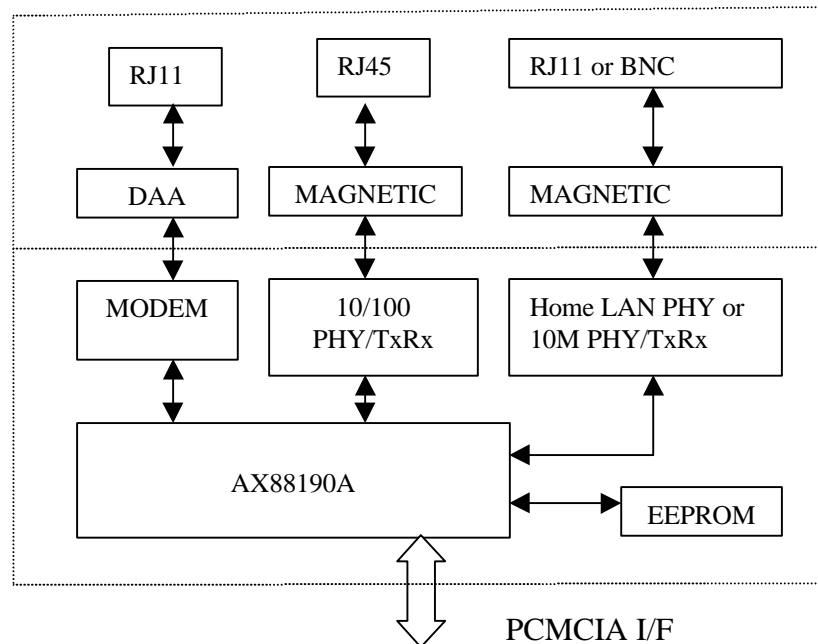 RJ11
RJ45
RJ11 or BNC
DAA
MAGNETIC
MAGNETIC
MODEM
10/100
PHY/TxRx
Home LAN PHY or
10M PHY/TxRx
AX88190A
EEPROM
PCMCIA I/F